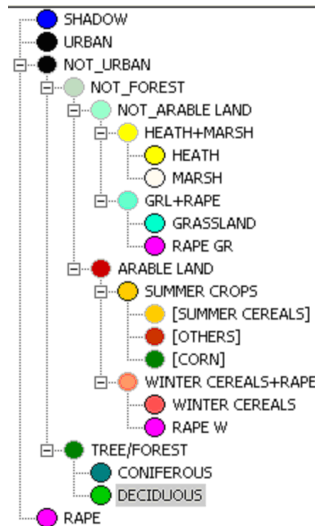 SHADOW
URBAN
NOT_URBAN
NOT_FOREST
NOT_ARABLE LAND
HEATH+MARSH
HEATH
MARSH
GRL+RAPE
GRASSLAND
RAPE GR
ARABLE LAND
SUMMER CROPS
[SUMMER CEREALS]
[OTHERS]
[CORN]
WINTER CEREALS+RAPE
WINTER CEREALS
RAPE W
TREE/FOREST
CONIFEROUS
DECIDUOUS
RAPE